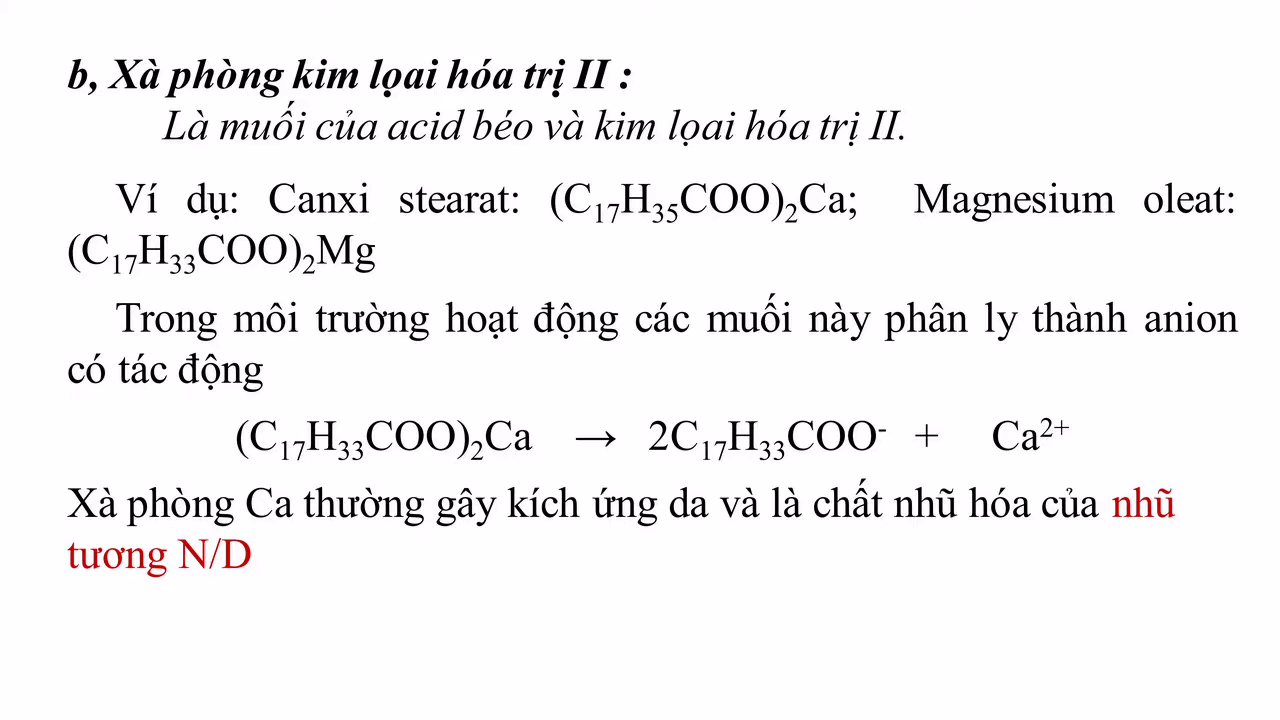 b, Xà phòng kim lọai hóa trị II :
Là muối của acid béo và kim lọai hóa trị II.
Ví dụ: Canxi stearat: (C₁₇H₃₅COO)₂Ca; Magnesium oleat:
(C₁₇H₃₃COO)₂Mg
Trong môi trường hoạt động các muối này phân ly thành anion
có tác động
(C₁₇H₃₃COO)₂Ca → 2C₁₇H₃₃COO⁻ + Ca²⁺
Xà phòng Ca thường gây kích ứng da và là chất nhũ hóa của nhũ
tương N/D